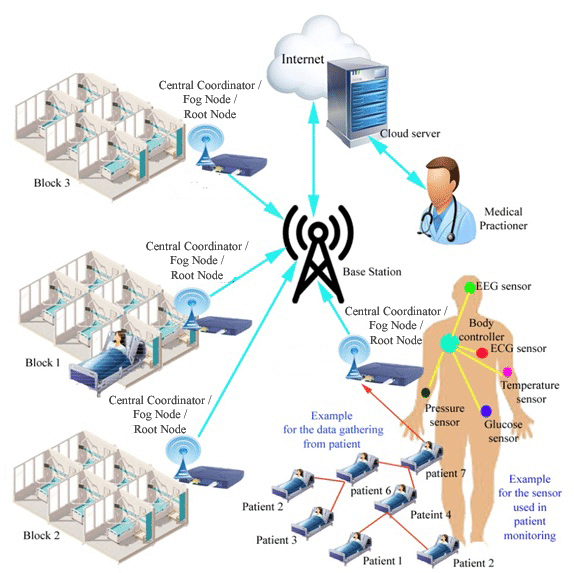 Internet
Central Coordinator /
Fog Node /
Root Node
Cloud server
Block 3
Medical
Practioner
Central Coordinator /
Fog Node /
Root Node
Base Station
EEG sensor
Central Coordinator /
Fog Node /
Root Node
Body
controller
ECG sensor
Block 1
Temperature
sensor
Central Coordinator /
Fog Node /
Root Node
Pressure
sensor
Glucose
sensor
Example
for the data gathering
from patient
patient 7
Example
for the sensor
used in
patient
monitoring
patient 6
Patient 2
Pateint 4
Patient 3
Block 2
Patient 1
Patient 2